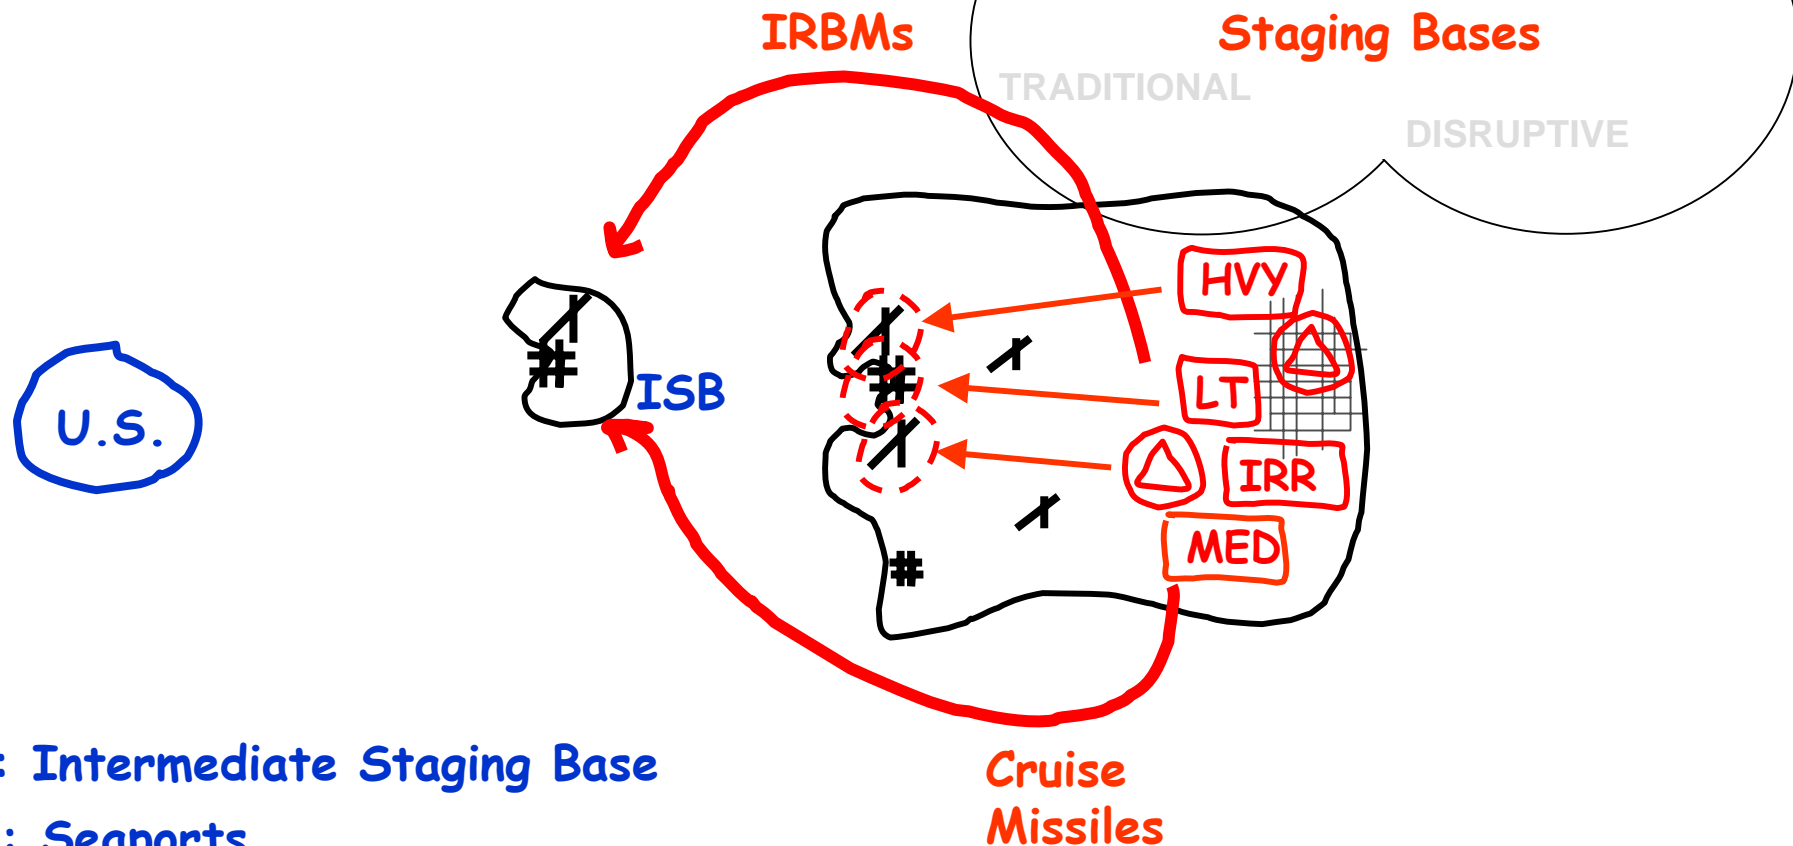 IRBMs
Staging Bases
TRADITIONAL
DISRUPTIVE
HVY
LT
ISB
U.S.
IRR
MED
: Intermediate Staging Base
Cruise
Missiles
: Seaports